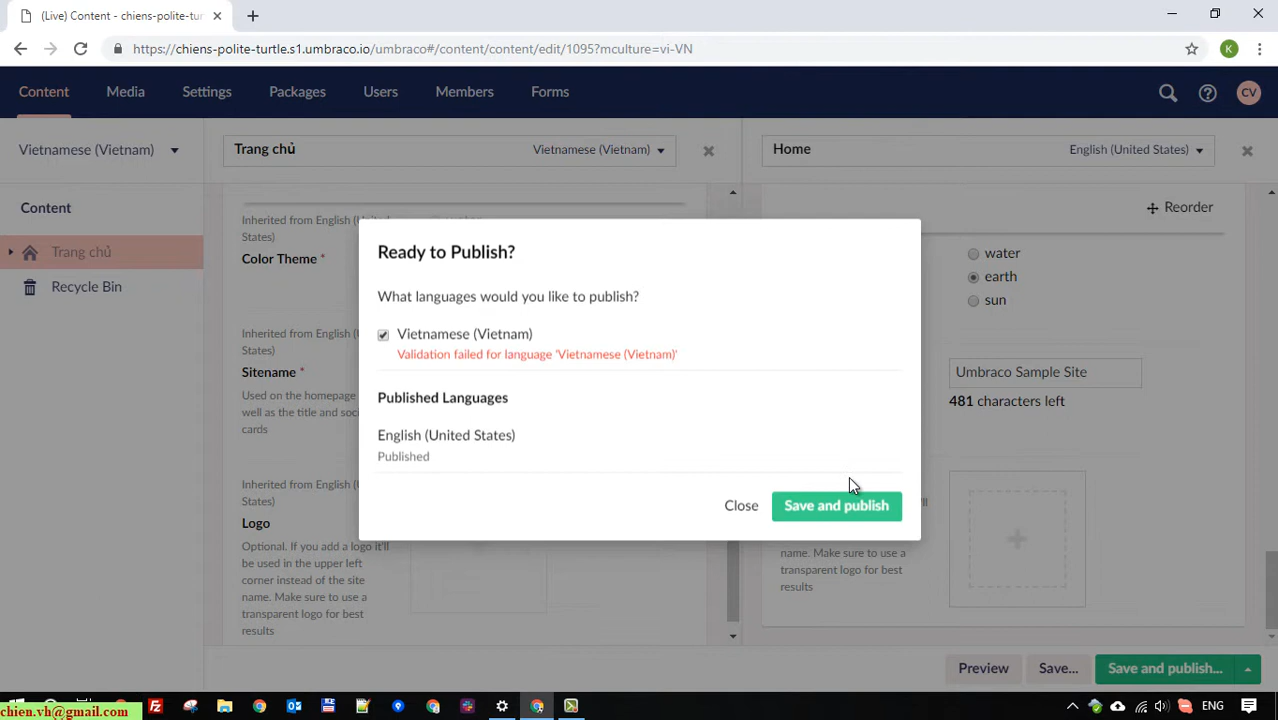 (Live) Content - chiens-polite-tur
https://chiens-polite-turtle.s1.umbraco.io/umbraco#/content/content/edit/1095?mculture=vi-VN
K
Content
Media
Settings
Packages
Users
Members
Forms
CV
Vietnamese (Vietnam)
Trang chủ
Vietnamese (Vietnam)
Home
English (United States)
Content
Trang chủ
Recycle Bin
Inherited from English (United
States)
Color Theme *
Inherited from English (
States)
Sitename *
Used on the homepage
well as the title and soci
cards
Inherited from English (
States)
Logo
Optional. If you add a logo it'll
be used in the upper left
corner instead of the site
name. Make sure to use a
transparent logo for best
results
Ready to Publish?
What languages would you like to publish?
Vietnamese (Vietnam)
Validation failed for language 'Vietnamese (Vietnam)'
Published Languages
English (United States)
Published
Close
Save and publish
Reorder
water
earth
sun
Umbraco Sample Site
481 characters left
name. Make sure to use a
transparent logo for best
results
Preview
Save...
Save and publish...
ENG
chien.vh@gmail.com